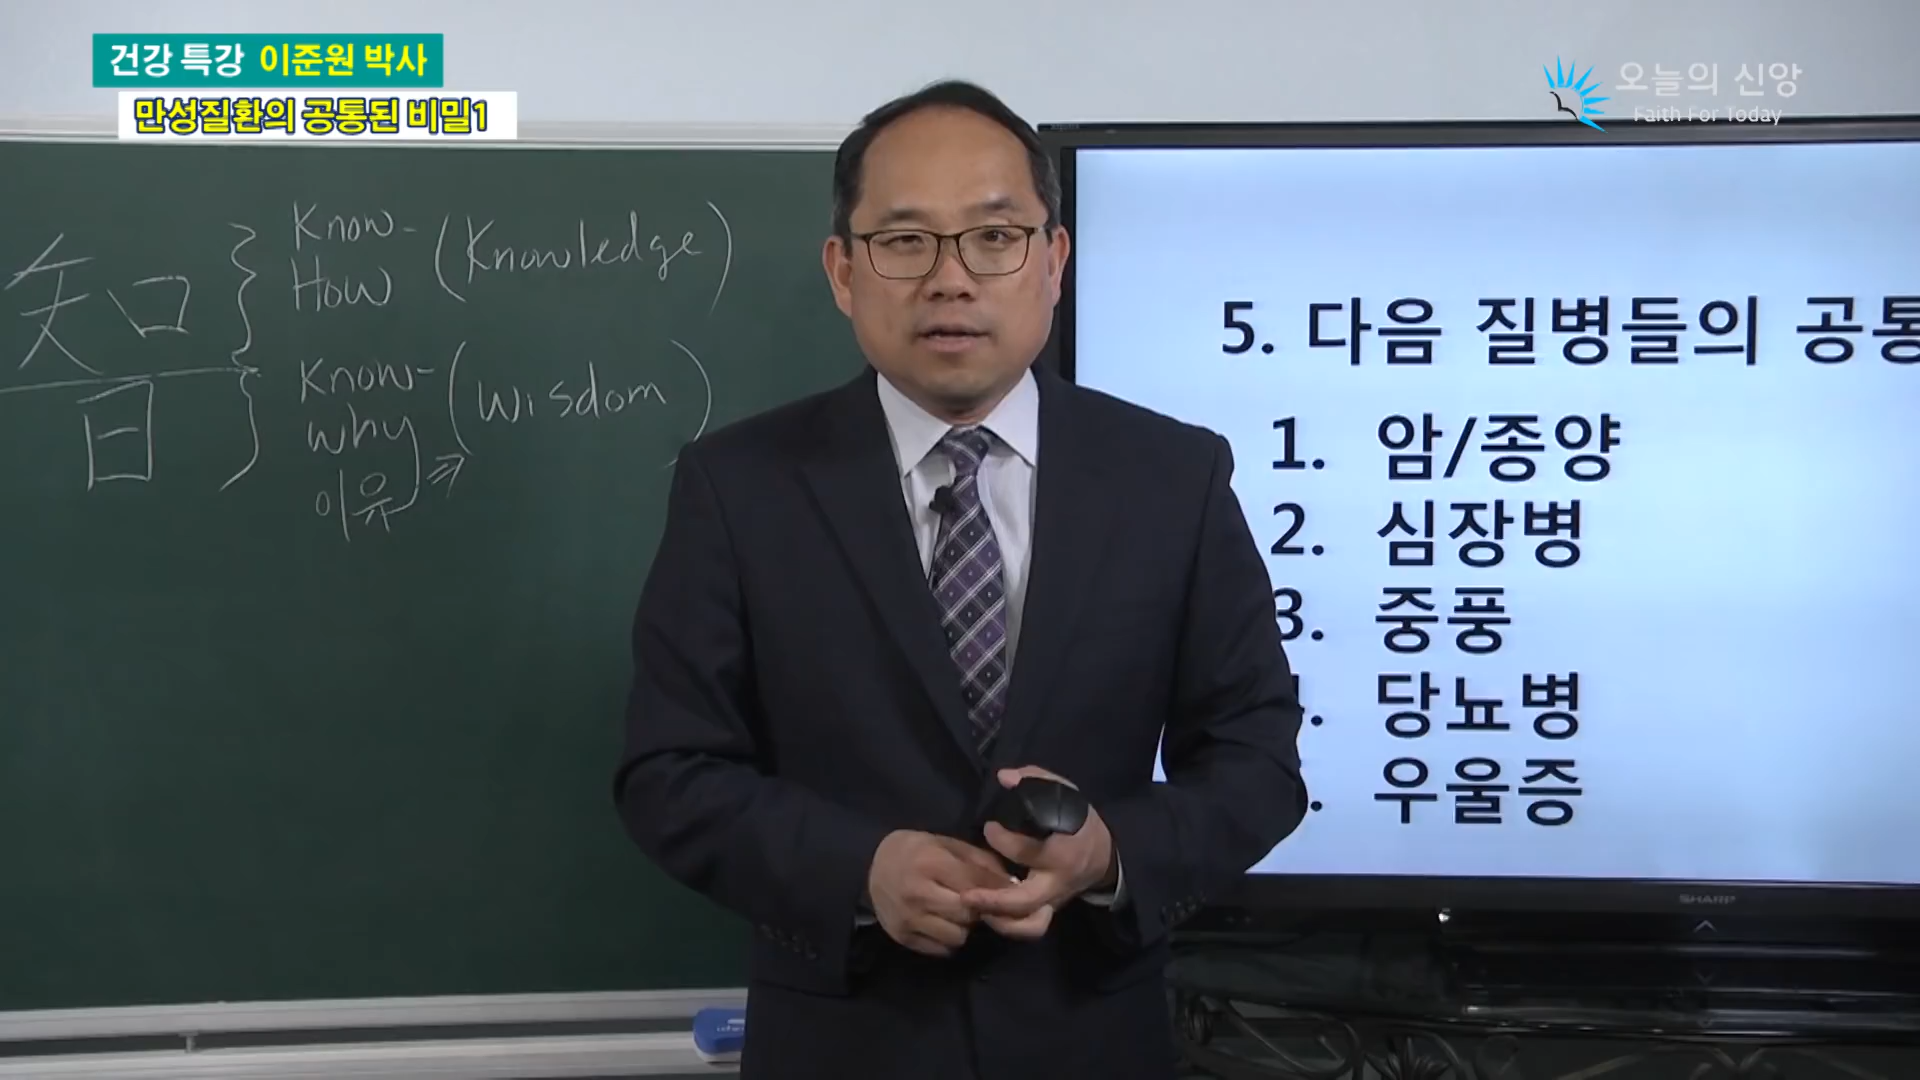 건강 특강 이준원 박사
만성질환의 공통된 비밀1
오늘의 신앙
Faith For Today
知
日
Know-
How
(Knowledge)
Know-
why
(wisdom)
이유
5. 다음 질병들의 공통
1. 암/종양
2. 심장병
3. 중풍
당뇨병
우울증
SHARP